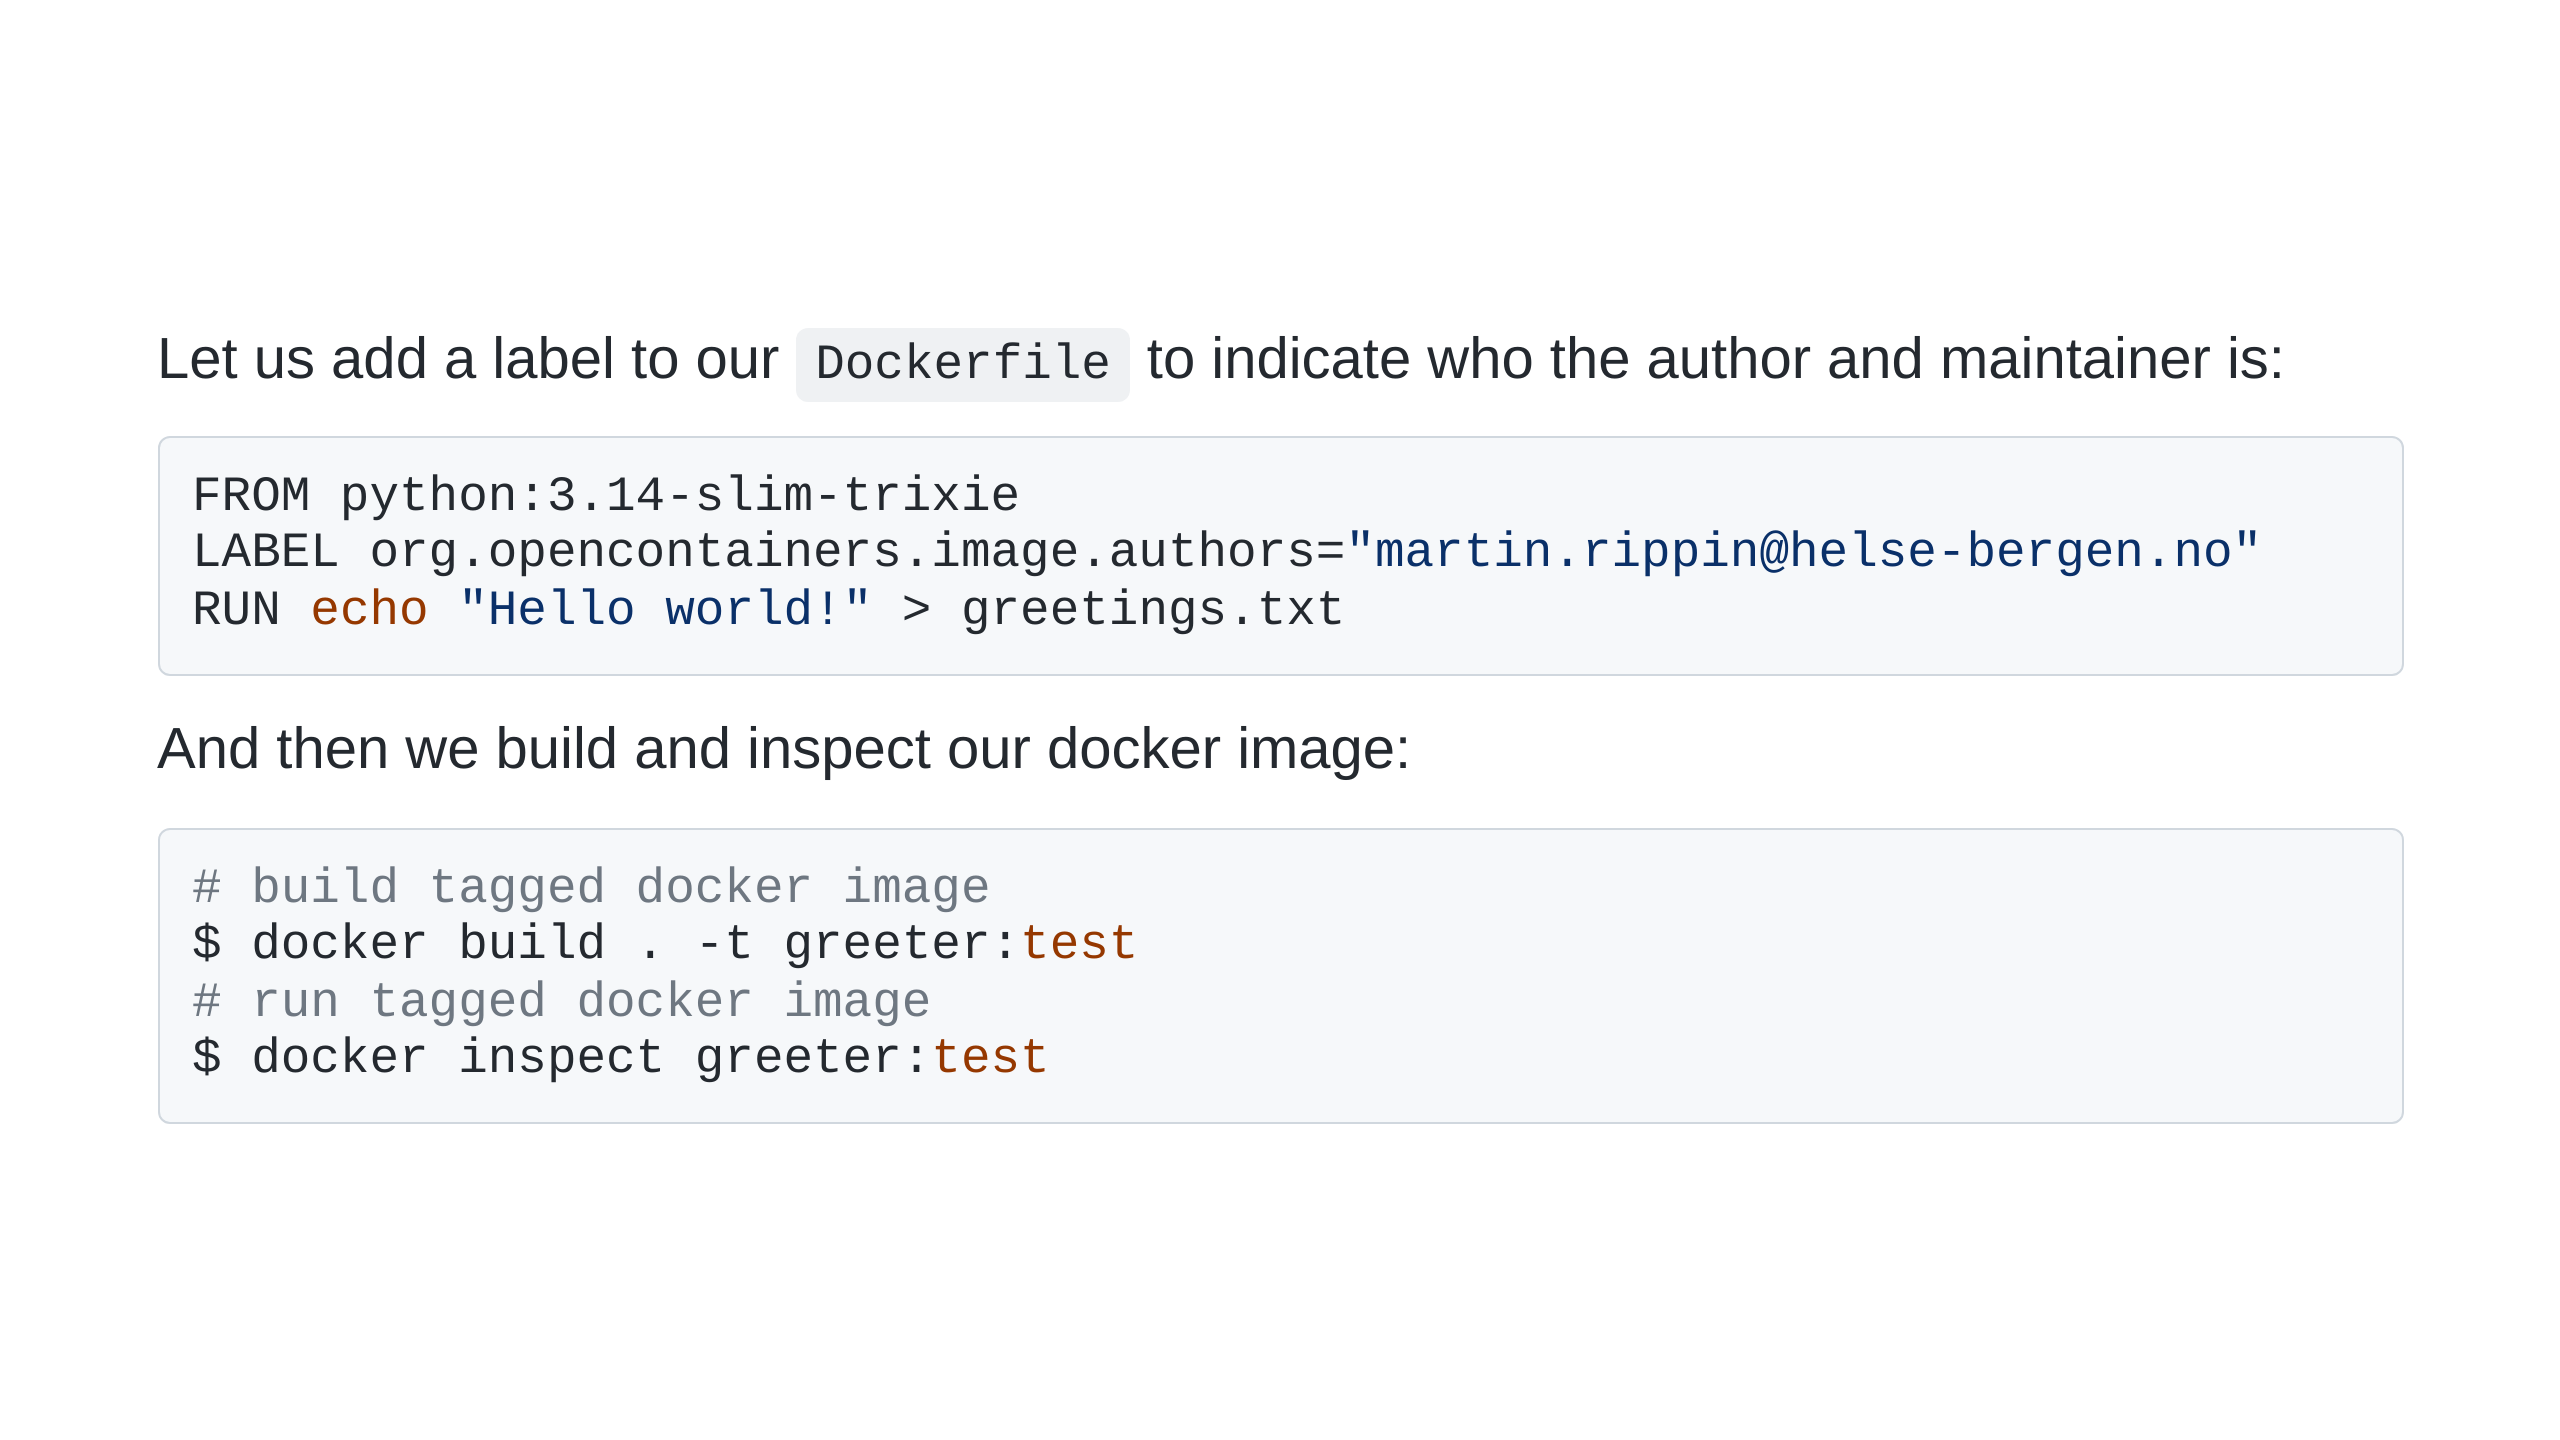 Let us add a label to our Dockerfile to indicate who the author and maintainer is:
FROM python:3.14-slim-trixie
LABEL org.opencontainers.image.authors="martin.rippin@helse-bergen.no"
RUN echo "Hello world!" > greetings.txt
And then we build and inspect our docker image:
# build tagged docker image
$ docker build . -t greeter:test
# run tagged docker image
$ docker inspect greeter:test